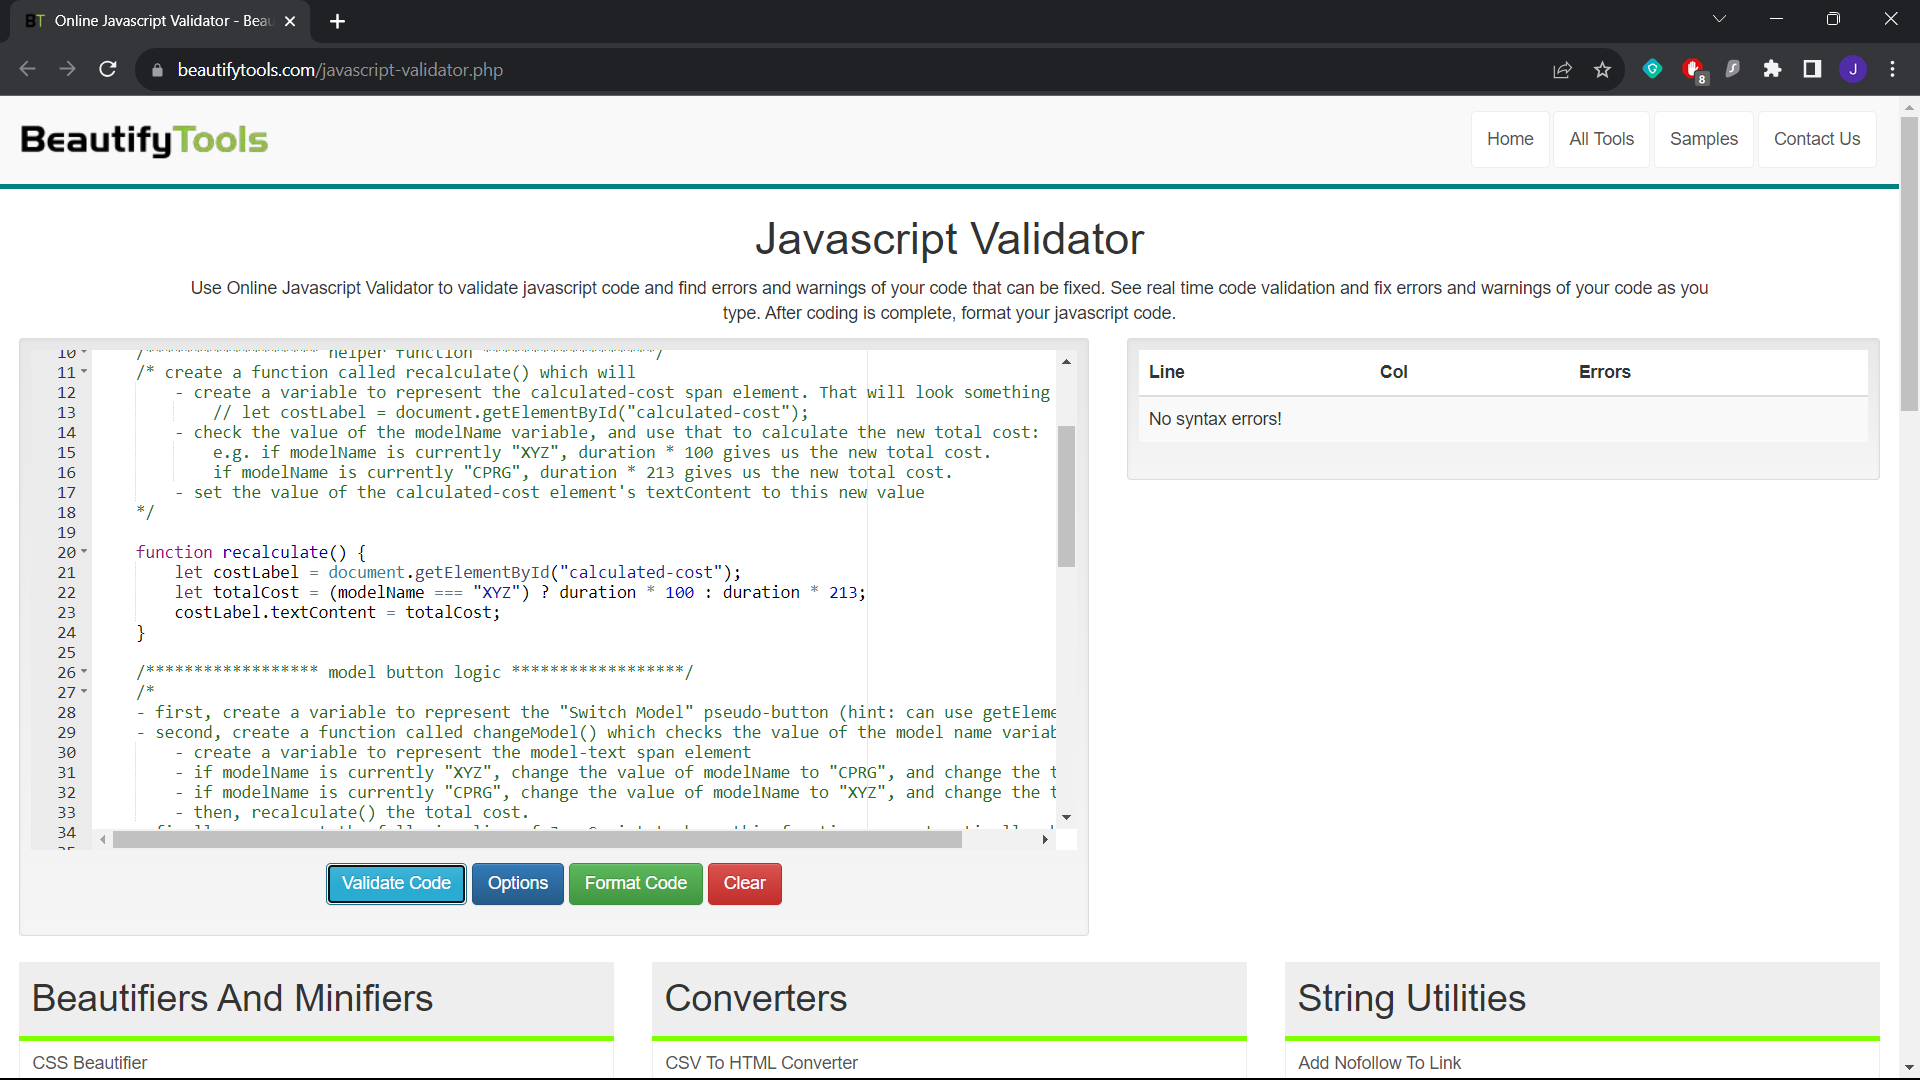 BT Online Javascript Validator - Beau
beautifytools.com/javascript-validator.php
8
J
BeautifyTools
Home
All Tools
Samples
Contact Us
Javascript Validator
Use Online Javascript Validator to validate javascript code and find errors and warnings of your code that can be fixed. See real time code validation and fix errors and warnings of your code as you
type. After coding is complete, format your javascript code.
10 /****************** helper function ******************/
11 /* create a function called recalculate() which will
12 - create a variable to represent the calculated-cost span element. That will look something
13 // let costLabel = document.getElementById("calculated-cost");
14 - check the value of the modelName variable, and use that to calculate the new total cost:
15 e.g. if modelName is currently "XYZ", duration * 100 gives us the new total cost.
16 if modelName is currently "CPRG", duration * 213 gives us the new total cost.
17 - set the value of the calculated-cost element's textContent to this new value
18 */
19
20 function recalculate() {
21 let costLabel = document.getElementById("calculated-cost");
22 let totalCost = (modelName === "XYZ") ? duration * 100 : duration * 213;
23 costLabel.textContent = totalCost;
24 }
25
26 /****************** model button logic ******************/
27 /*
28 - first, create a variable to represent the "Switch Model" pseudo-button (hint: can use getEleme
29 - second, create a function called changeModel() which checks the value of the model name variab
30 - create a variable to represent the model-text span element
31 - if modelName is currently "XYZ", change the value of modelName to "CPRG", and change the t
32 - if modelName is currently "CPRG", change the value of modelName to "XYZ", and change the t
33 - then, recalculate() the total cost.
34
Line Col Errors
No syntax errors!
Validate Code
Options
Format Code
Clear
Beautifiers And Minifiers
Converters
String Utilities
CSS Beautifier
CSV To HTML Converter
Add Nofollow To Link